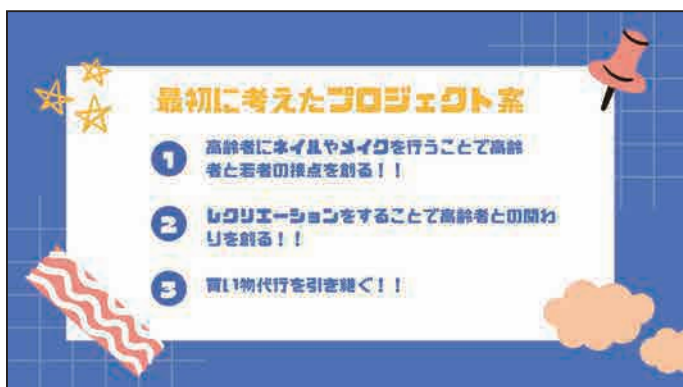 最初に考えたプロジェクト案
1 高齢者にネイルやメイクを行うことで高齢
者と若者の接点を創る！！
2 レクリエーションをすることで高齢者との関わ
りを創る！！
3 買い物代行を引き継ぐ！！